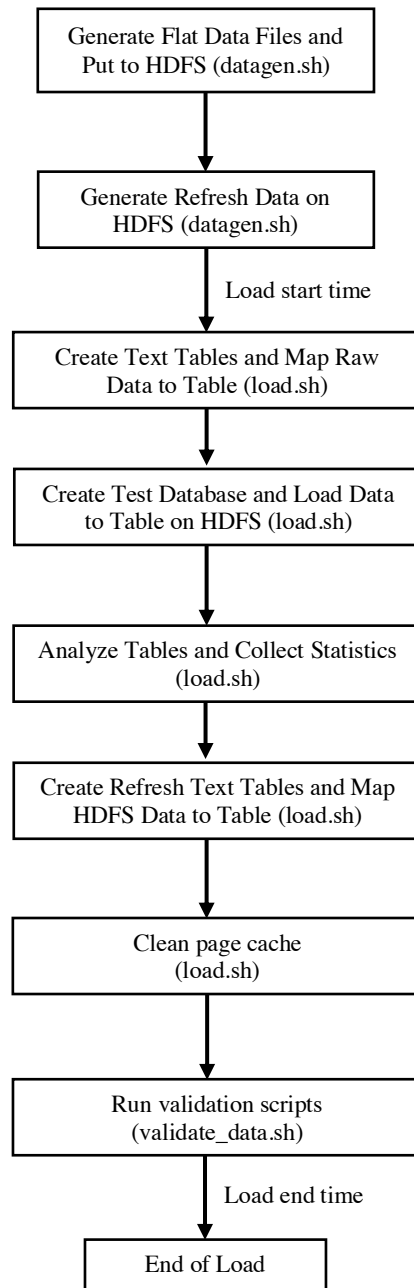 Generate Flat Data Files and
Put to HDFS (datagen.sh)
Generate Refresh Data on
HDFS (datagen.sh)
Load start time
Create Text Tables and Map Raw
Data to Table (load.sh)
Create Test Database and Load Data
to Table on HDFS (load.sh)
Analyze Tables and Collect Statistics
(load.sh)
Create Refresh Text Tables and Map
HDFS Data to Table (load.sh)
Clean page cache
(load.sh)
Run validation scripts
(validate_data.sh)
Load end time
End of Load